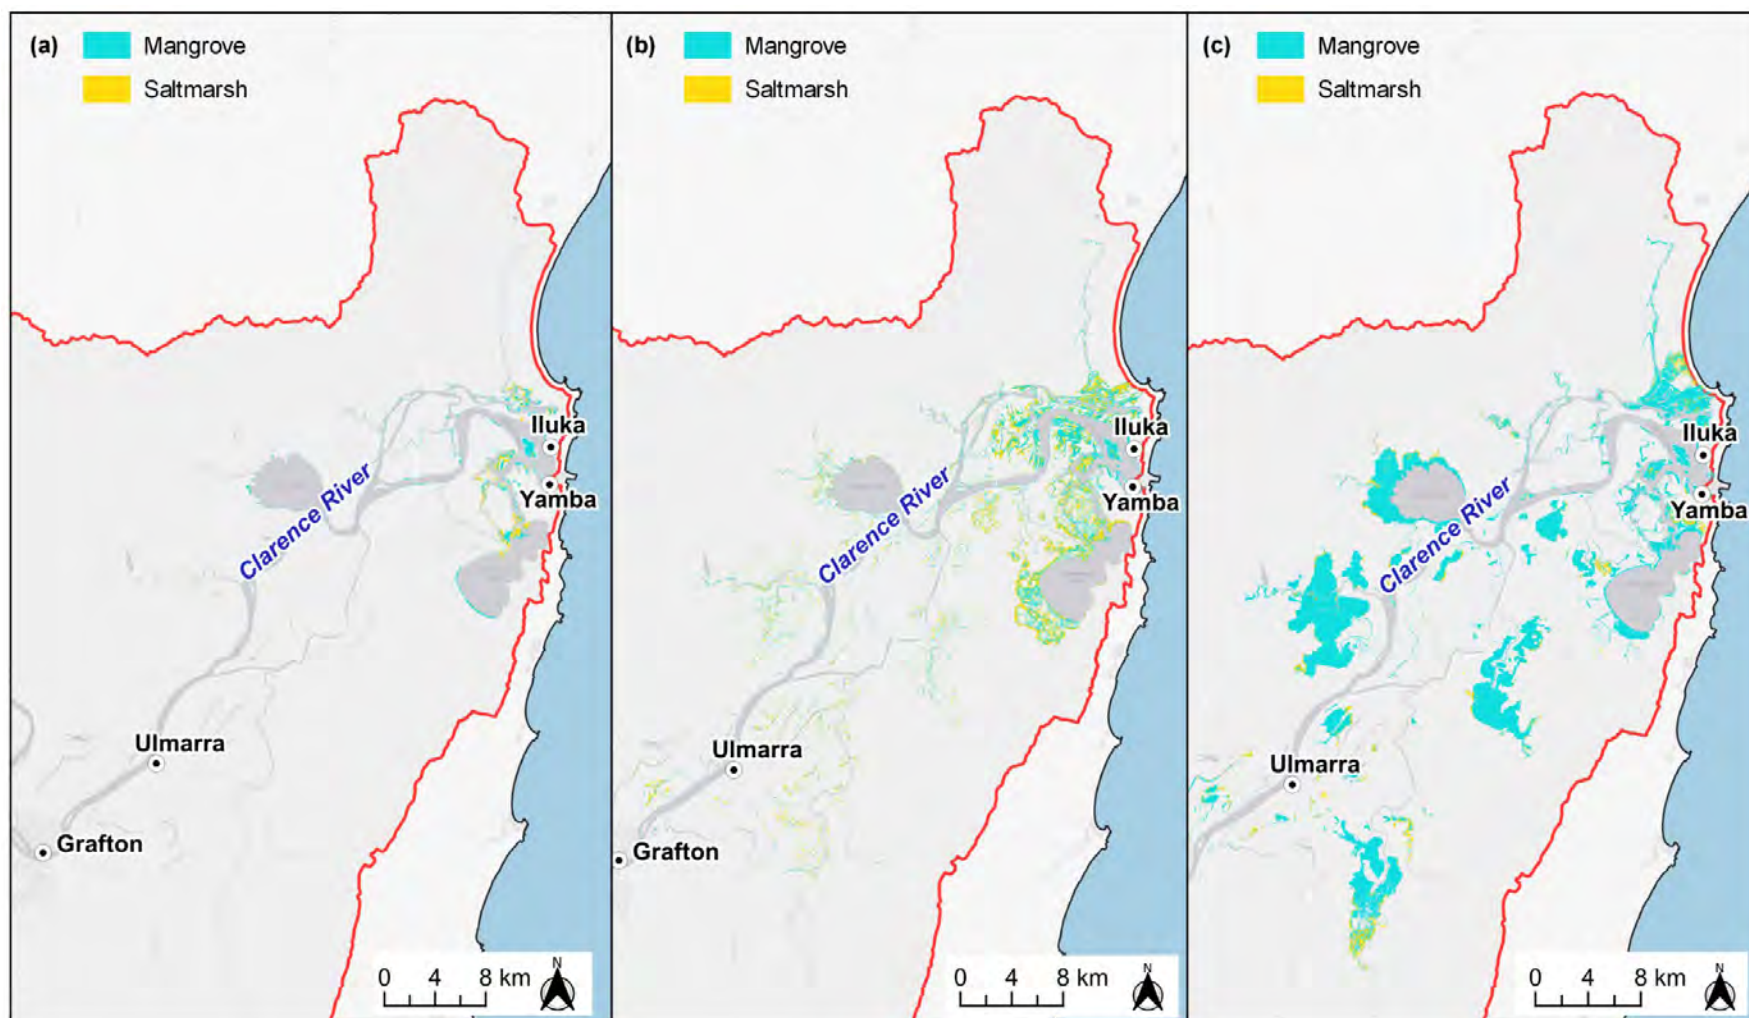 (a) Mangrove
Saltmarsh
Iluka
Yamba
Clarence River
Ulmarra
Grafton
0 4 8 km
N
(b) Mangrove
Saltmarsh
Iluka
Yamba
Clarence River
Ulmarra
Grafton
0 4 8 km
N
(c) Mangrove
Saltmarsh
Iluka
Yamba
Clarence River
Ulmarra
0 4 8 km
N